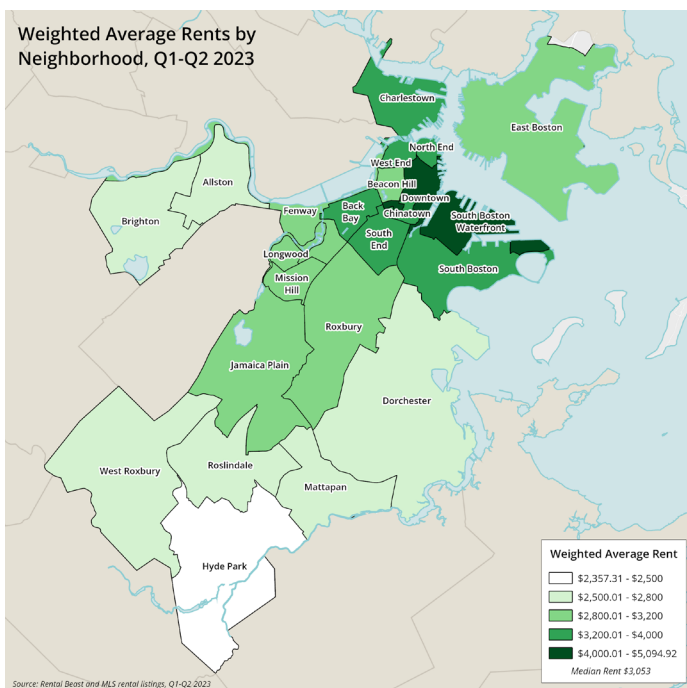 Weighted Average Rents by
Neighborhood, Q1-Q2 2023
Charlestown
East Boston
North End
West End
Allston
Beacon Hill
Downtown
Back
Bay
Fenway
Chinatown
South Boston
Waterfront
Brighton
South
End
Longwood
South Boston
Mission
Hill
Roxbury
Jamaica Plain
Dorchester
Roslindale
West Roxbury
Mattapan
Hyde Park
Weighted Average Rent
$2,357.31 - $2,500
$2,500.01 - $2,800
$2,800.01 - $3,200
$3,200.01 - $4,000
$4,000.01 - $5,094.92
Median Rent $3,053
Source: Rental Beast and MLS rental listings, Q1-Q2 2023